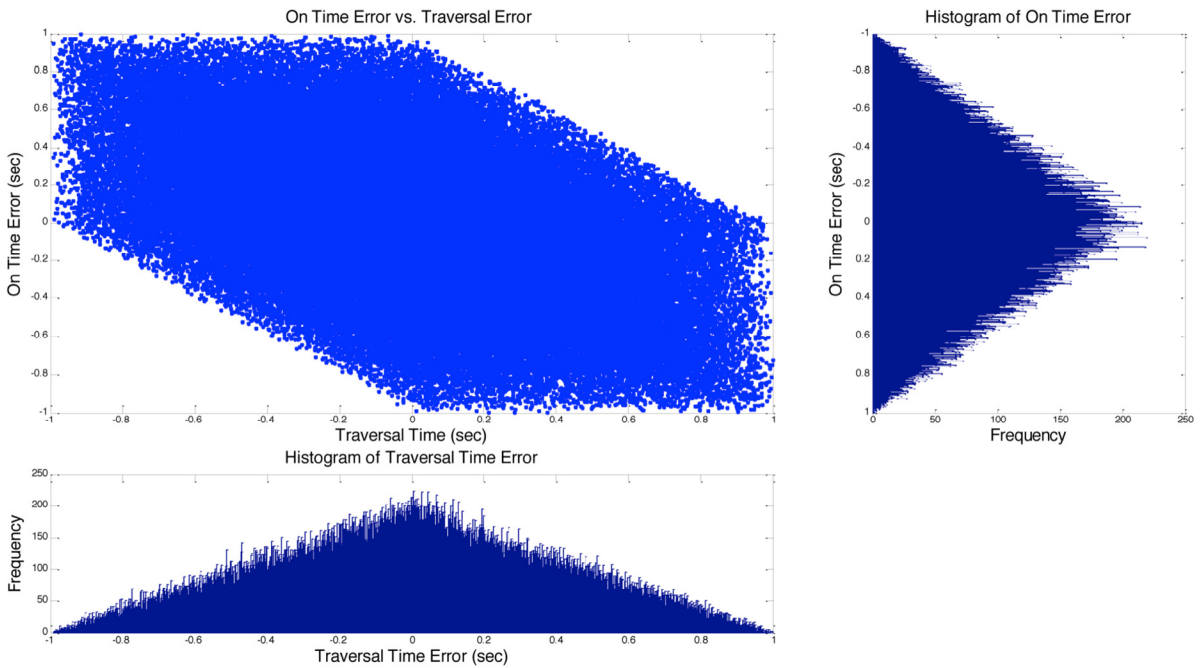 On Time Error vs. Traversal Error
1
0.8
0.6
0.4
0.2
0
0.2
0.4
0.6
0.8
-1
On Time Error (sec)
-1 -0.8 -0.6 -0.4 -0.2 0 0.2 0.4 0.6 0.8 1
Traversal Time (sec)
Histogram of On Time Error
-1
-0.8
-0.6
-0.4
-0.2
0
0.2
0.4
0.6
0.8
1
On Time Error (sec)
0 50 100 150 200 250
Frequency
Histogram of Traversal Time Error
250
200
150
100
50
0
Frequency
-1 -0.8 -0.6 -0.4 -0.2 0 0.2 0.4 0.6 0.8 1
Traversal Time Error (sec)